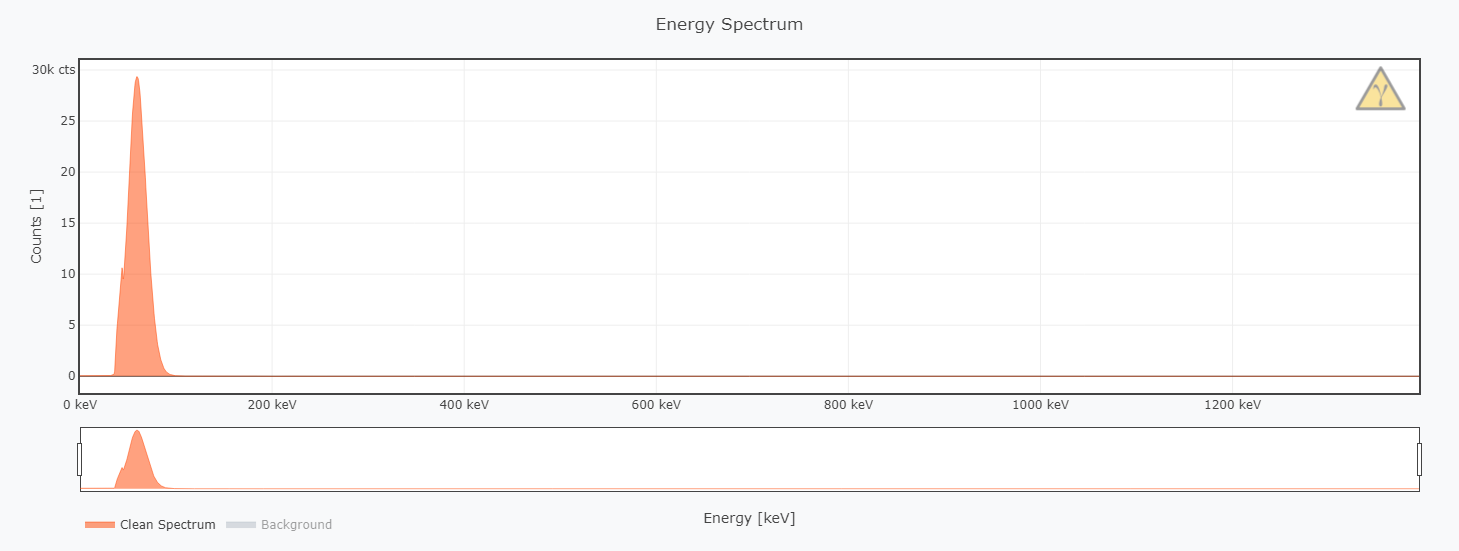 Energy Spectrum
30k cts
25
20
15
10
5
0
Counts [1]
γ
0 keV 200 keV 400 keV 600 keV 800 keV 1000 keV 1200 keV
Energy [keV]
Clean Spectrum Background